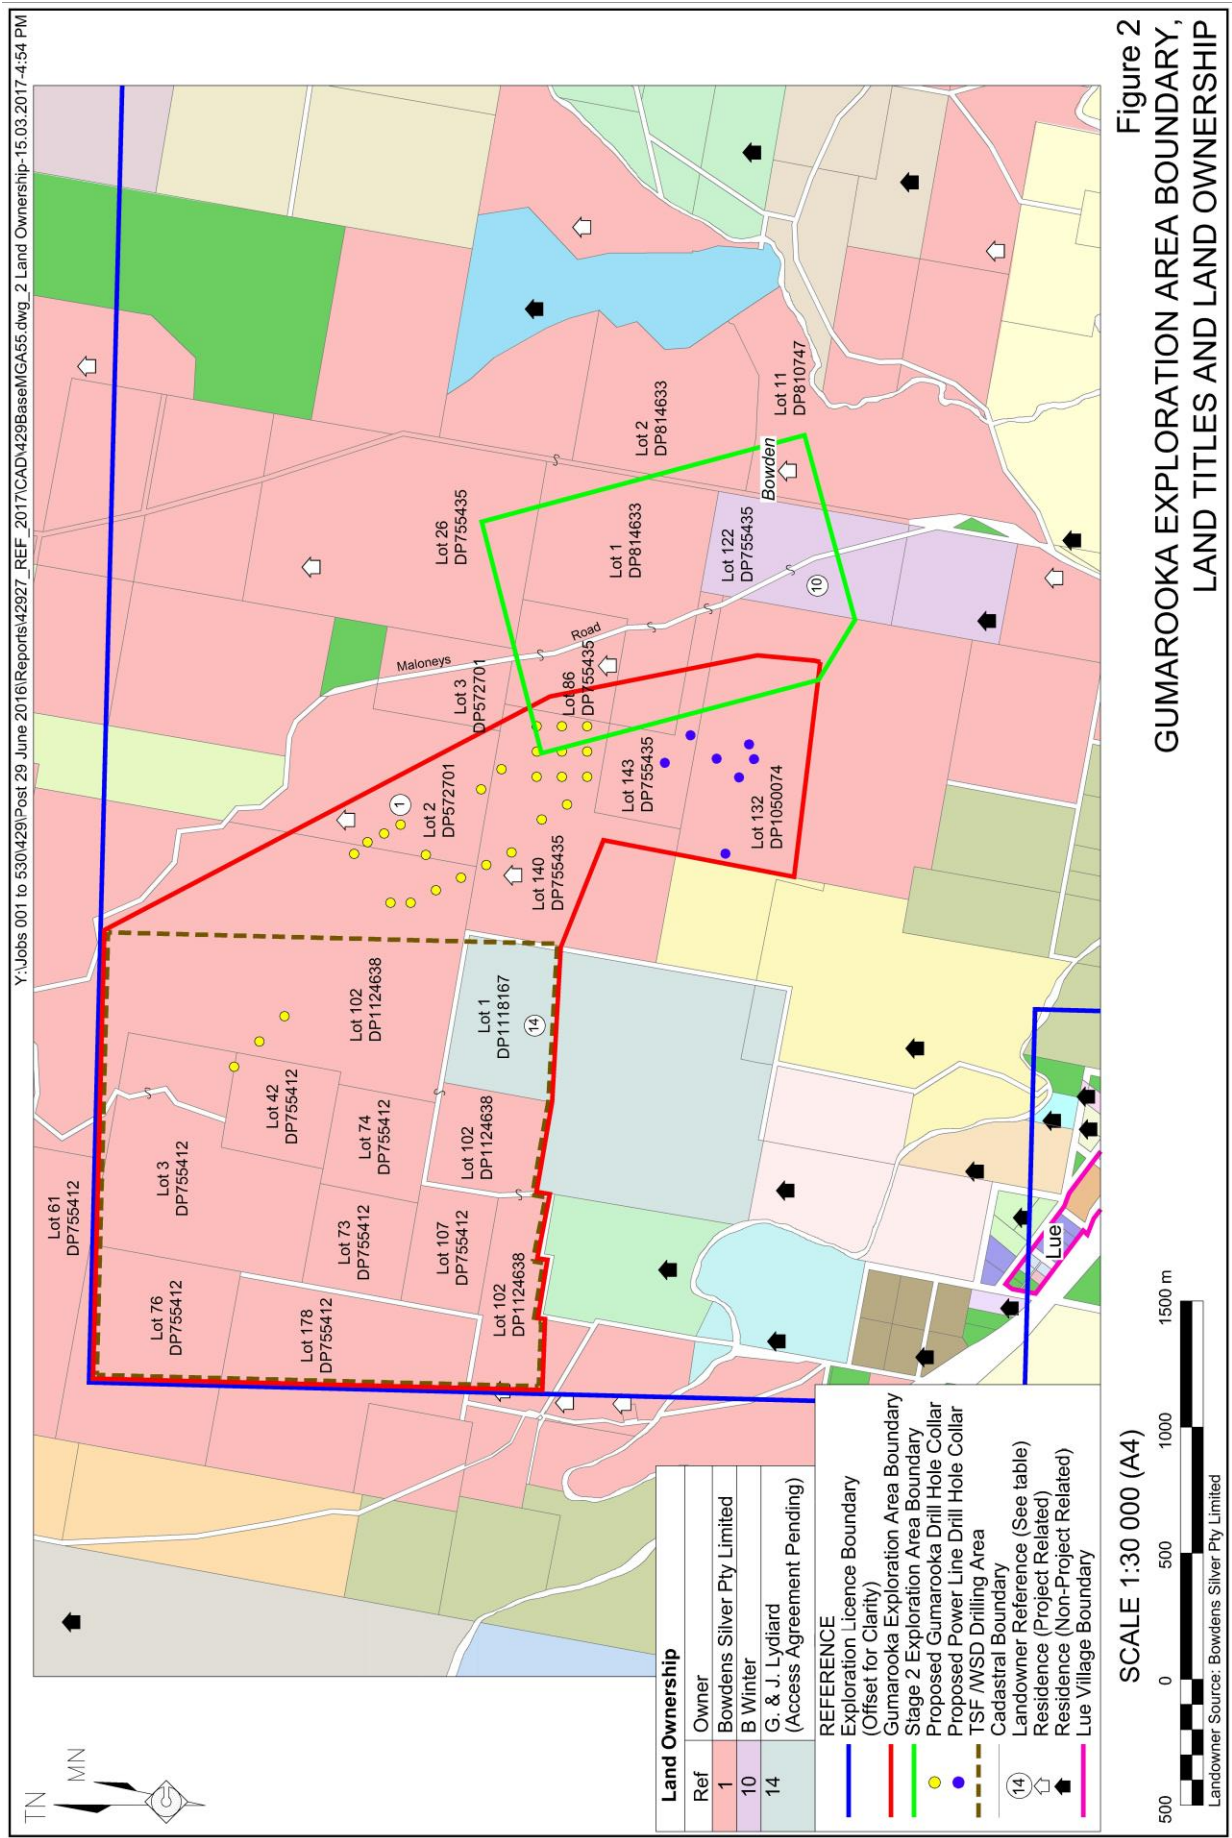 Y:\Jobs 001 to 530\429\Post 29 June 2016\Reports\42927_REF_2017\CAD\429BaseMGA55.dwg_2 Land Ownership-15.03.2017-4:54 PM
TN
MN
Lot 61
DP755412
Lot 76
DP755412
Lot 3
DP755412
Lot 42
DP755412
Lot 102
DP1124638
Lot 178
DP755412
Lot 73
DP755412
Lot 74
DP755412
Lot 107
DP755412
Lot 102
DP1124638
Lot 102
DP1124638
Lot 1
DP1118167
14
Lot 140
DP755435
Lot 2
DP572701
1
Lot 3
DP572701
Maloneys
Road
Lot 26
DP755435
Lot 86
DP755435
Lot 143
DP755435
Lot 132
DP1050074
Lot 1
DP814633
Lot 2
DP814633
Lot 122
DP755435
10
Bowden
Lot 11
DP810747
Lue
Land Ownership
Ref Owner
1 Bowdens Silver Pty Limited
10 B Winter
14 G. & J. Lydiard
(Access Agreement Pending)
REFERENCE
Exploration Licence Boundary
(Offset for Clarity)
Gumarooka Exploration Area Boundary
Stage 2 Exploration Area Boundary
Proposed Gumarooka Drill Hole Collar
Proposed Power Line Drill Hole Collar
TSF /WSD Drilling Area
Cadastral Boundary
14 Landowner Reference (See table)
Residence (Project Related)
Residence (Non-Project Related)
Lue Village Boundary
SCALE 1:30 000 (A4)
500 0 500 1000 1500 m
Landowner Source: Bowdens Silver Pty Limited
Figure 2
GUMAROOKA EXPLORATION AREA BOUNDARY,
LAND TITLES AND LAND OWNERSHIP